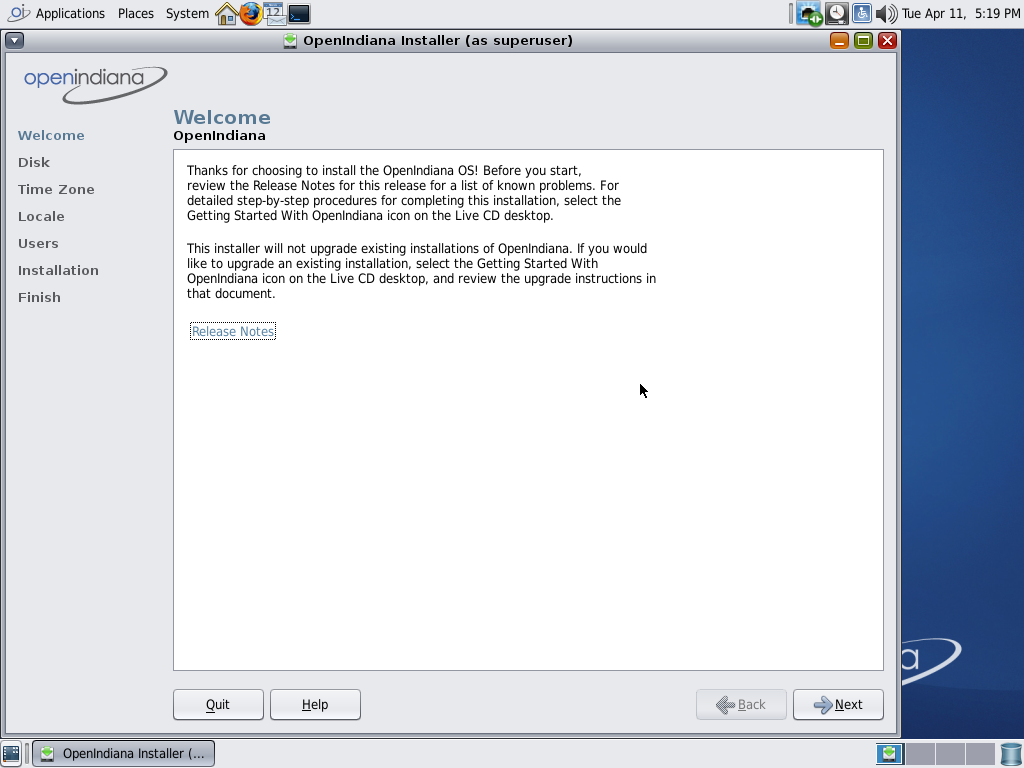 Applications Places System 12 Tue Apr 11, 5:19 PM
OpenIndiana Installer (as superuser)
openindiana
Welcome
Disk
Time Zone
Locale
Users
Installation
Finish
Welcome
OpenIndiana
Thanks for choosing to install the OpenIndiana OS! Before you start,
review the Release Notes for this release for a list of known problems. For
detailed step-by-step procedures for completing this installation, select the
Getting Started With OpenIndiana icon on the Live CD desktop.
This installer will not upgrade existing installations of OpenIndiana. If you would
like to upgrade an existing installation, select the Getting Started With
OpenIndiana icon on the Live CD desktop, and review the upgrade instructions in
that document.
Release Notes
a
Quit Help Back Next
OpenIndiana Installer (...